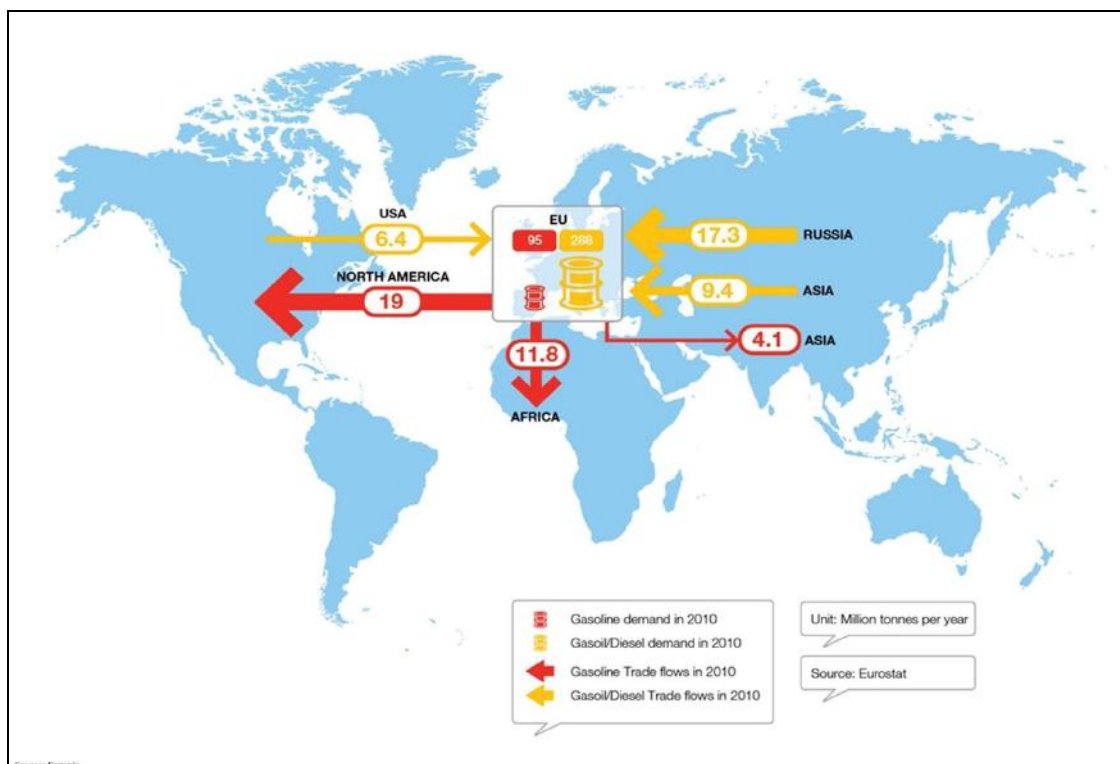 USA
6.4
EU
95 288
17.3
RUSSIA
NORTH AMERICA
19
9.4
ASIA
4.1
ASIA
11.8
AFRICA
Gasoline demand in 2010
Gasoil/Diesel demand in 2010
Gasoline Trade flows in 2010
Gasoil/Diesel Trade flows in 2010
Unit: Million tonnes per year
Source: Eurostat